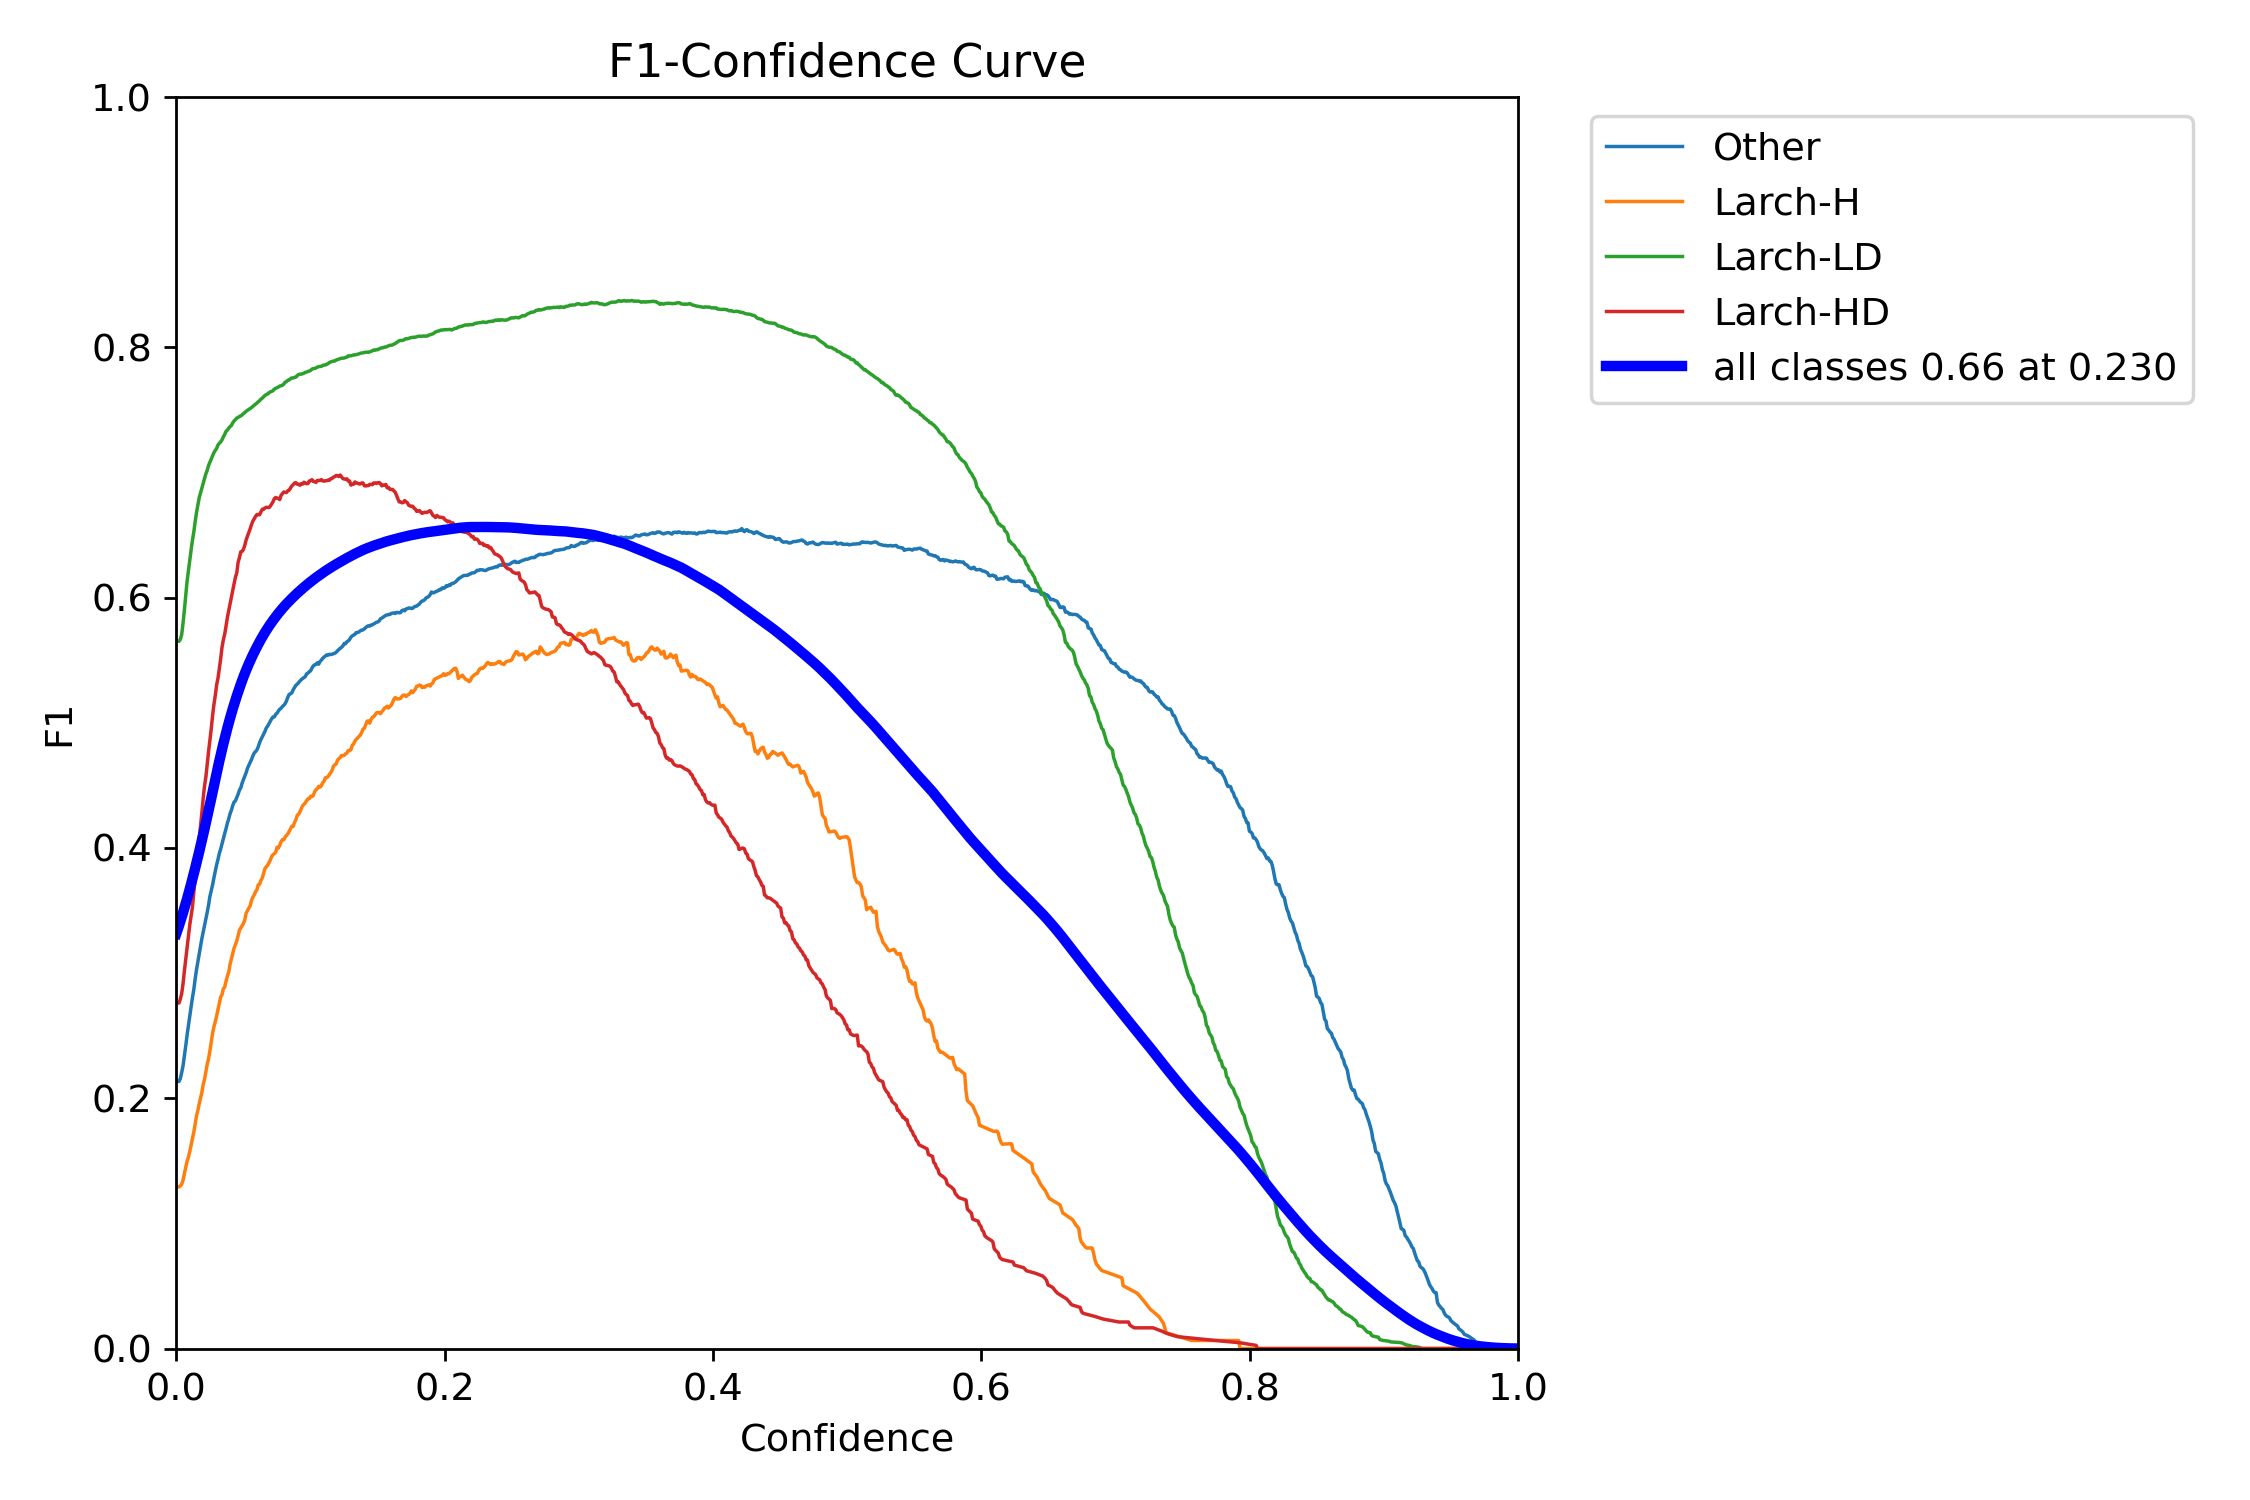 F1-Confidence Curve
1.0
0.8
0.6
0.4
0.2
0.0
F1
0.0 0.2 0.4 0.6 0.8 1.0
Confidence
Other
Larch-H
Larch-LD
Larch-HD
all classes 0.66 at 0.230